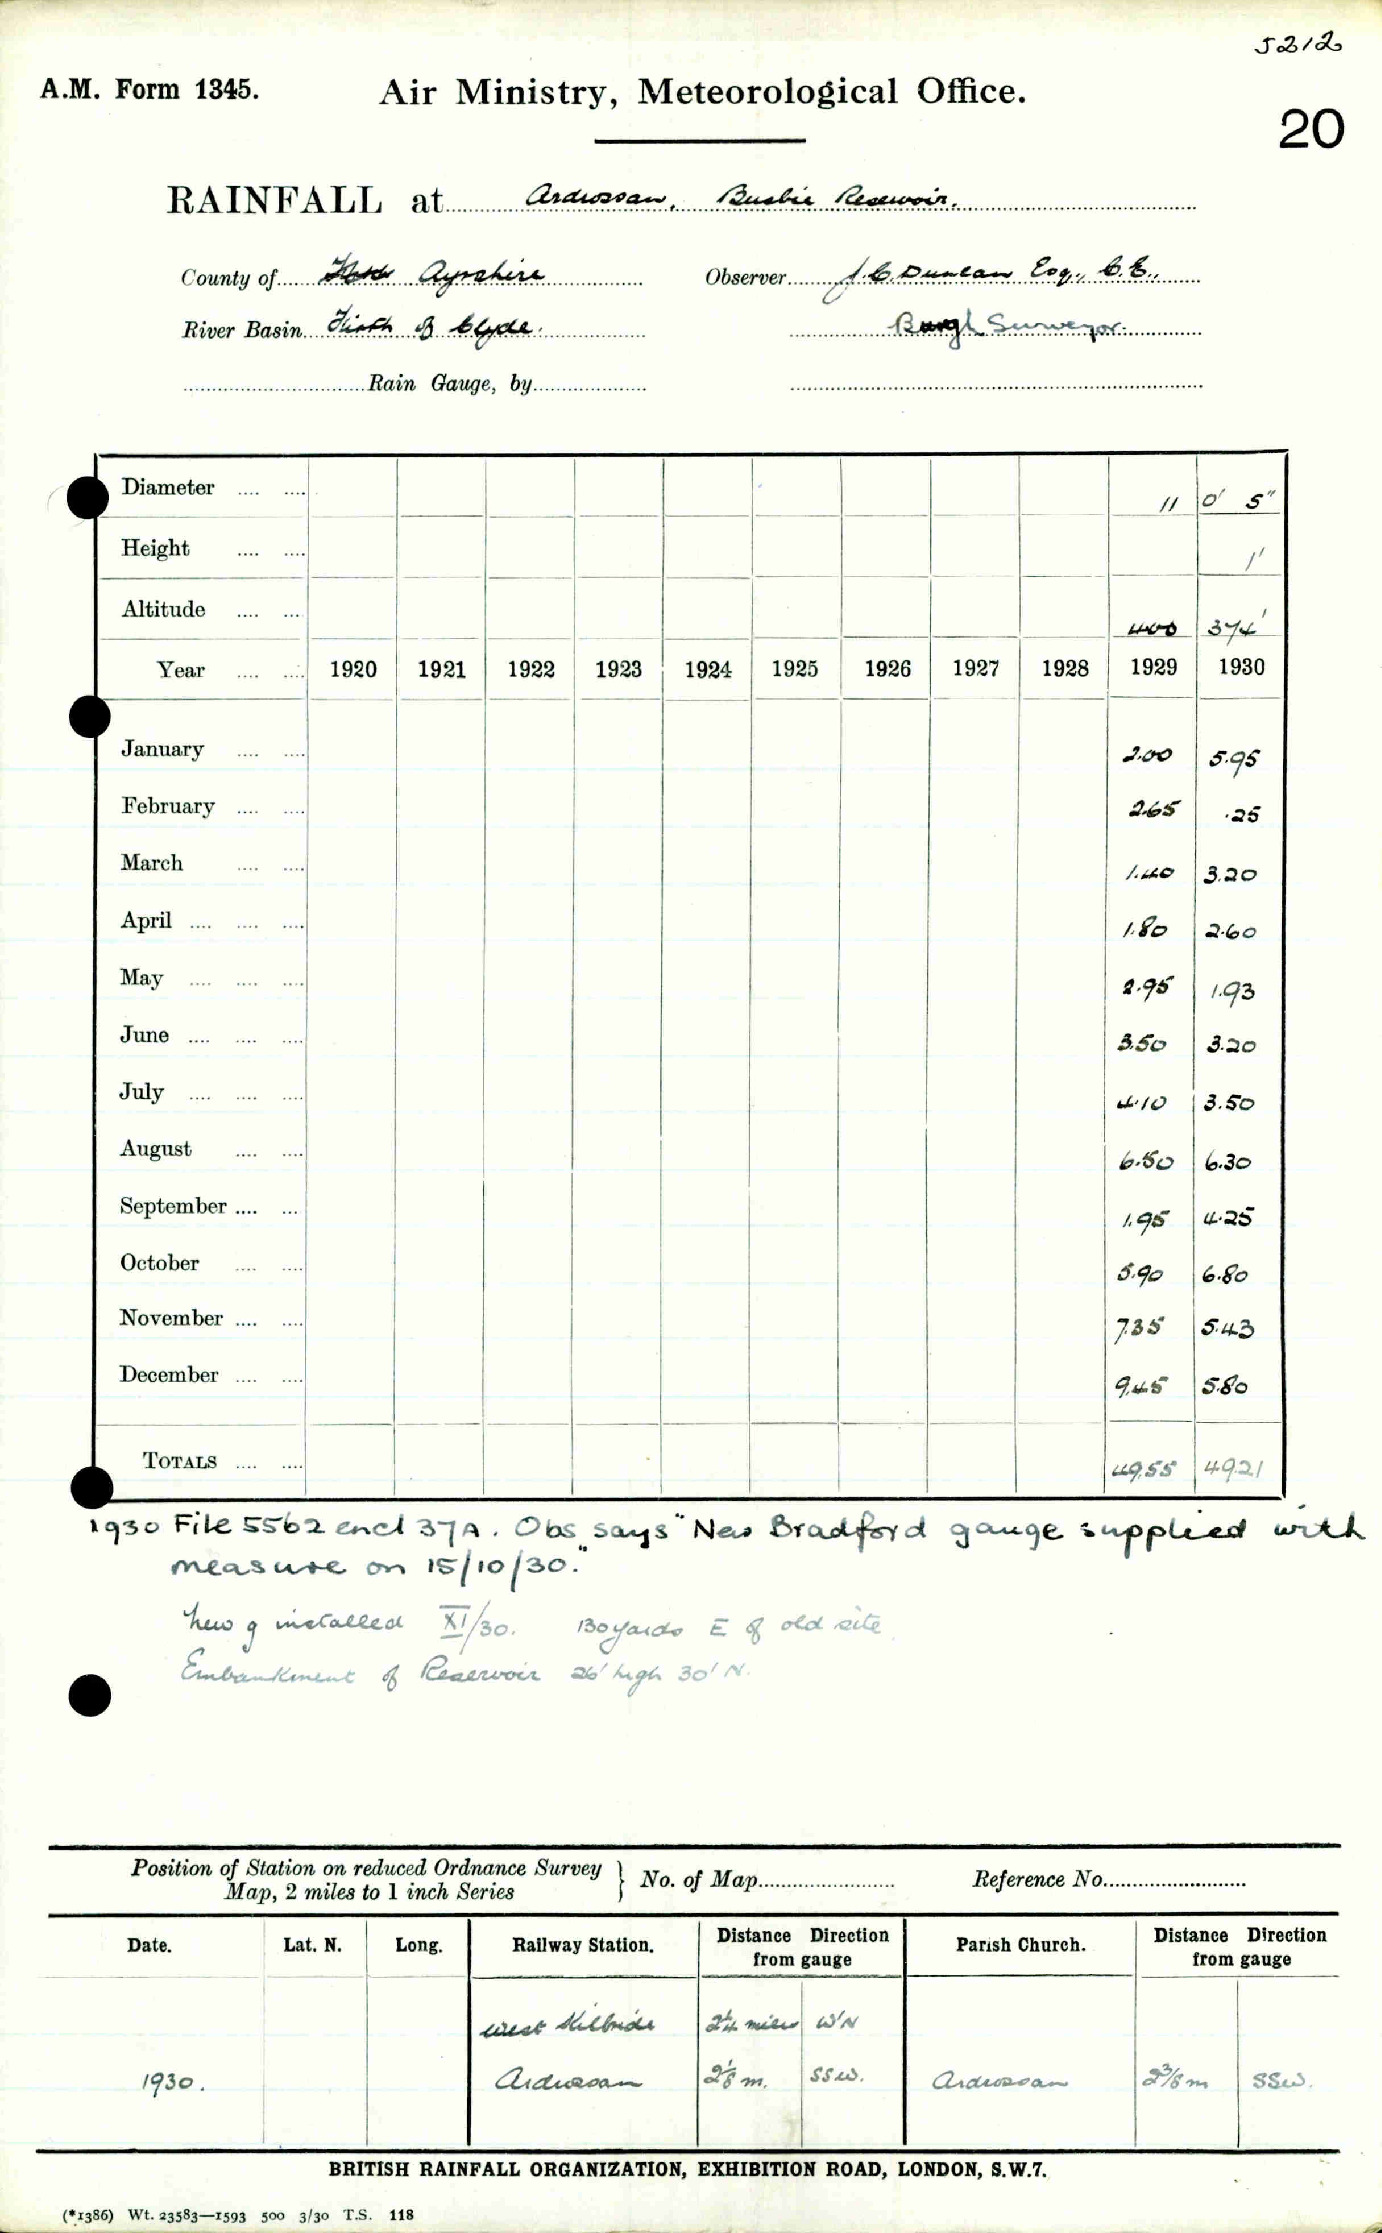 5212
A.M. Form 1345.
Air Ministry, Meteorological Office.
20
RAINFALL at Ardrossan, Busbie Reservoir.
County of Ayrshire
Observer J. C. Duncan Esq., C.E.,
River Basin Firth of Clyde.
Burgh Surveyor.
Rain Gauge, by
Diameter 11 0' 5"
Height 1'
Altitude 400 374'
Year 1920 1921 1922 1923 1924 1925 1926 1927 1928 1929 1930
January 2.00 5.95
February 2.65 .25
March 1.40 3.20
April 1.80 2.60
May 2.95 1.93
June 3.50 3.20
July 4.10 3.50
August 6.50 6.30
September 1.95 4.25
October 5.90 6.80
November 7.35 5.43
December 9.45 5.80
TOTALS 49.55 49.21
1930 File 5562 encl 37A. Obs says "New Bradford gauge supplied with
measure on 15/10/30."
New g installed XI/30. 130 yards E of old site
Embankment of Reservoir 26' high 30' N.
Position of Station on reduced Ordnance Survey
Map, 2 miles to 1 inch Series } No. of Map Reference No.
Date. Lat. N. Long. Railway Station. Distance Direction from gauge Parish Church. Distance Direction from gauge
West Kilbride 2¼ miles W'N
1930. Ardrossan 2⅛ m. SSW. Ardrossan 2⅜ m SSW.
BRITISH RAINFALL ORGANIZATION, EXHIBITION ROAD, LONDON, S.W.7.
(*1386) Wt. 23583—1593 500 3/30 T.S. 118